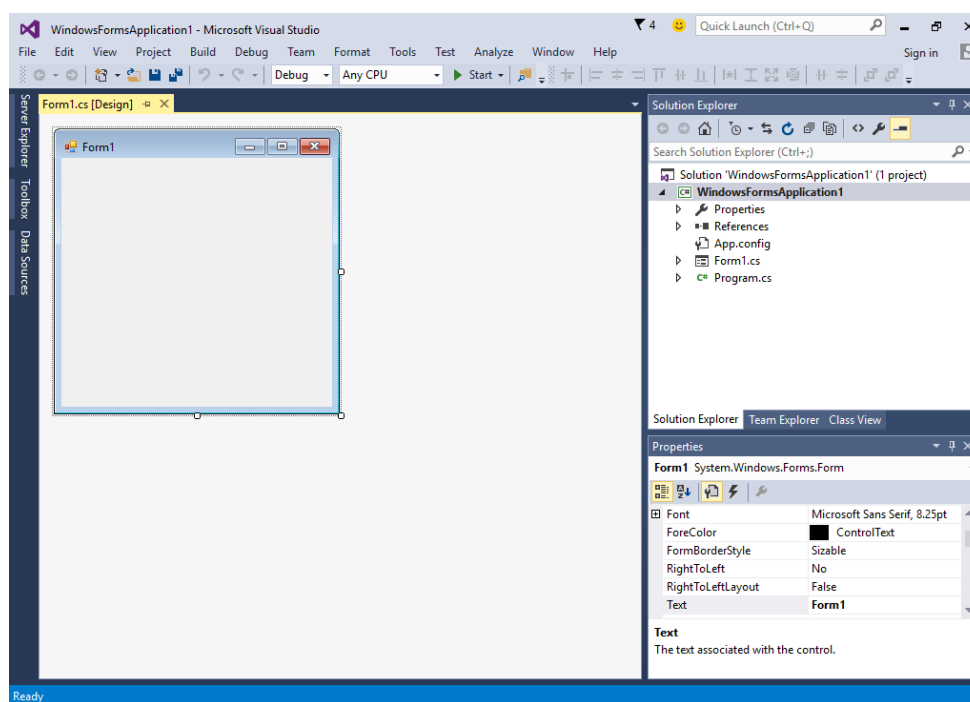 WindowsFormsApplication1 - Microsoft Visual Studio
4
Quick Launch (Ctrl+Q)
File Edit View Project Build Debug Team Format Tools Test Analyze Window Help
Sign in
Debug Any CPU Start
Server Explorer
Toolbox
Data Sources
Form1.cs [Design]
Form1
Solution Explorer
Search Solution Explorer (Ctrl+;)
Solution 'WindowsFormsApplication1' (1 project)
C# WindowsFormsApplication1
Properties
References
App.config
Form1.cs
C# Program.cs
Solution Explorer Team Explorer Class View
Properties
Form1 System.Windows.Forms.Form
Font Microsoft Sans Serif, 8.25pt
ForeColor ControlText
FormBorderStyle Sizable
RightToLeft No
RightToLeftLayout False
Text Form1
Text
The text associated with the control.
Ready